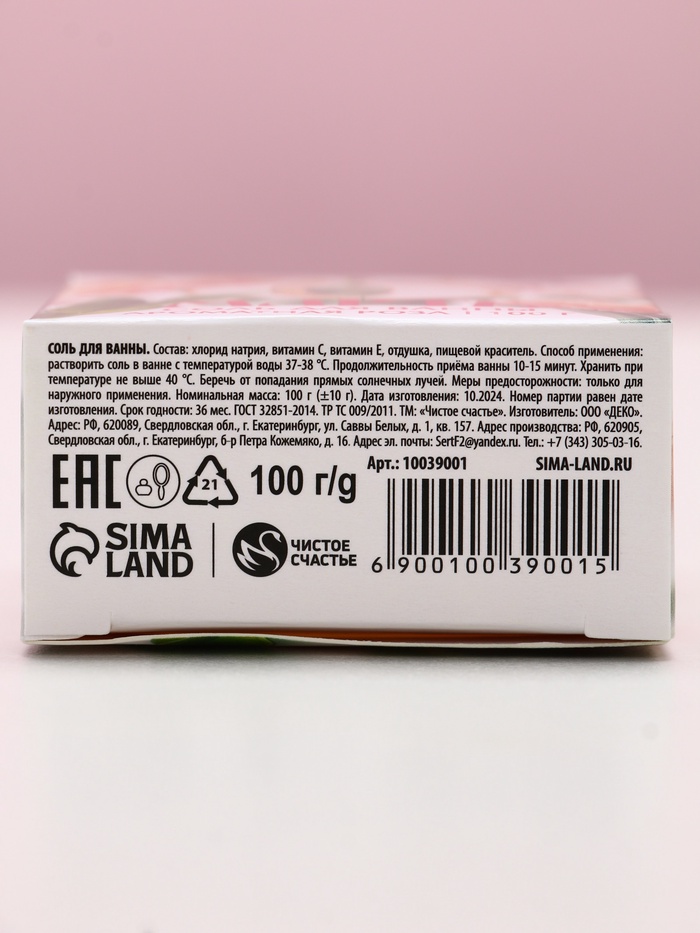 АРОМАТНАЯ РОЗА
СОЛЬ ДЛЯ ВАННЫ. Состав: хлорид натрия, витамин С, витамин Е, отдушка, пищевой краситель. Способ применения:
растворить соль в ванне с температурой воды 37-38 °С. Продолжительность приёма ванны 10-15 минут. Хранить при
температуре не выше 40 °С. Беречь от попадания прямых солнечных лучей. Меры предосторожности: только для
наружного применения. Номинальная масса: 100 г (±10 г). Дата изготовления: 10.2024. Номер партии равен дате
изготовления. Срок годности: 36 мес. ГОСТ 32851-2014. ТР ТС 009/2011. ТМ: «Чистое счастье». Изготовитель: ООО «ДЕКО».
Адрес: РФ, 620089, Свердловская обл., г. Екатеринбург, ул. Саввы Белых, д. 1, кв. 157. Адрес производства: РФ, 620905,
Свердловская обл., г. Екатеринбург, б-р Петра Кожемяко, д. 16. Адрес эл. почты: SertF2@yandex.ru. Тел.: +7 (343) 305-03-16.
EAC 21 100 г/g
Арт.: 10039001 SIMA-LAND.RU
SIMA
LAND
ЧИСТОЕ
СЧАСТЬЕ
6 900100 390015